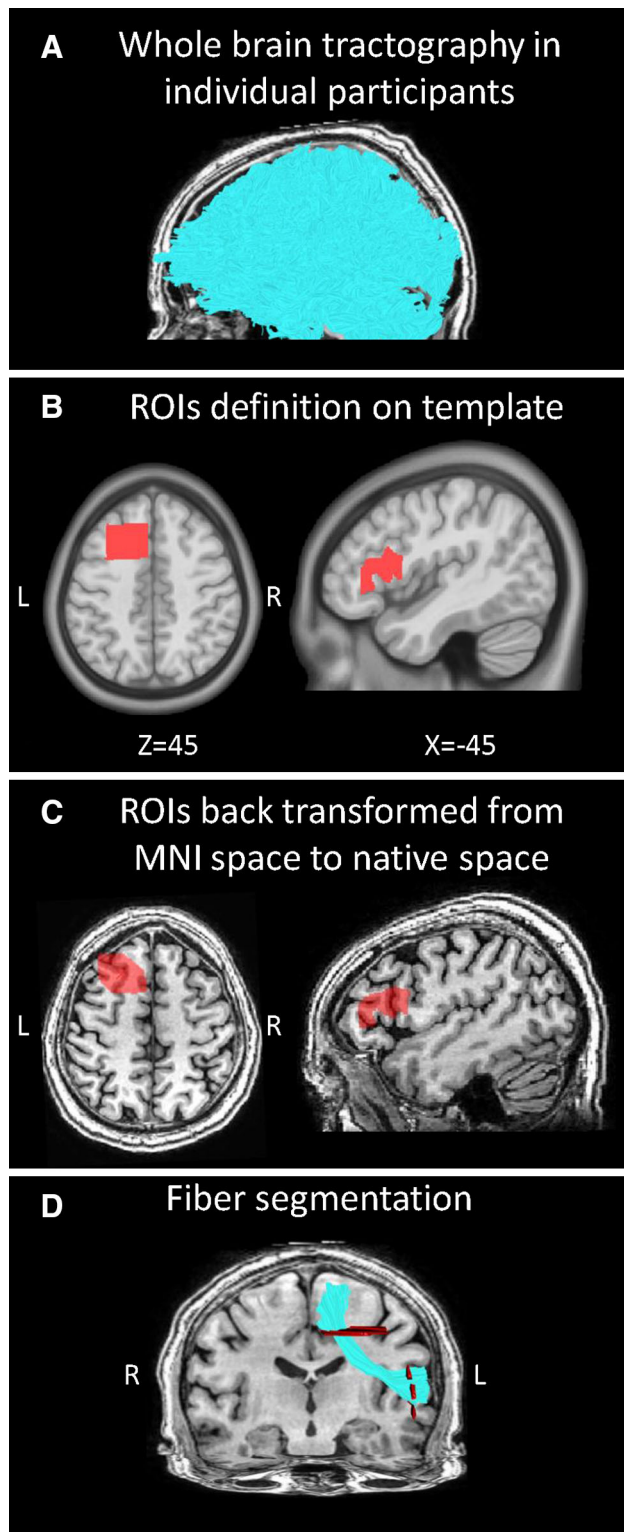 A Whole brain tractography in
individual participants
B ROIs definition on template
L R
Z=45 X=-45
C ROIs back transformed from
MNI space to native space
L R
D Fiber segmentation
R L